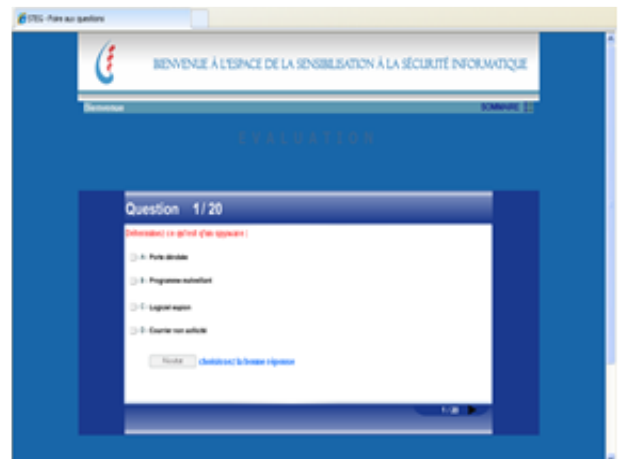 STEG - Foire aux questions
BIENVENUE À L'ESPACE DE LA SENSIBILISATION À LA SÉCURITÉ INFORMATIQUE
Bienvenue
SOMMAIRE
EVALUATION
Question 1/20
Déterminez ce qu'est qu'un spyware :
A - Porte dérobée
B - Programme malveillant
C - Logiciel espion
D - Courrier non sollicité
choisissez la bonne réponse
1/20